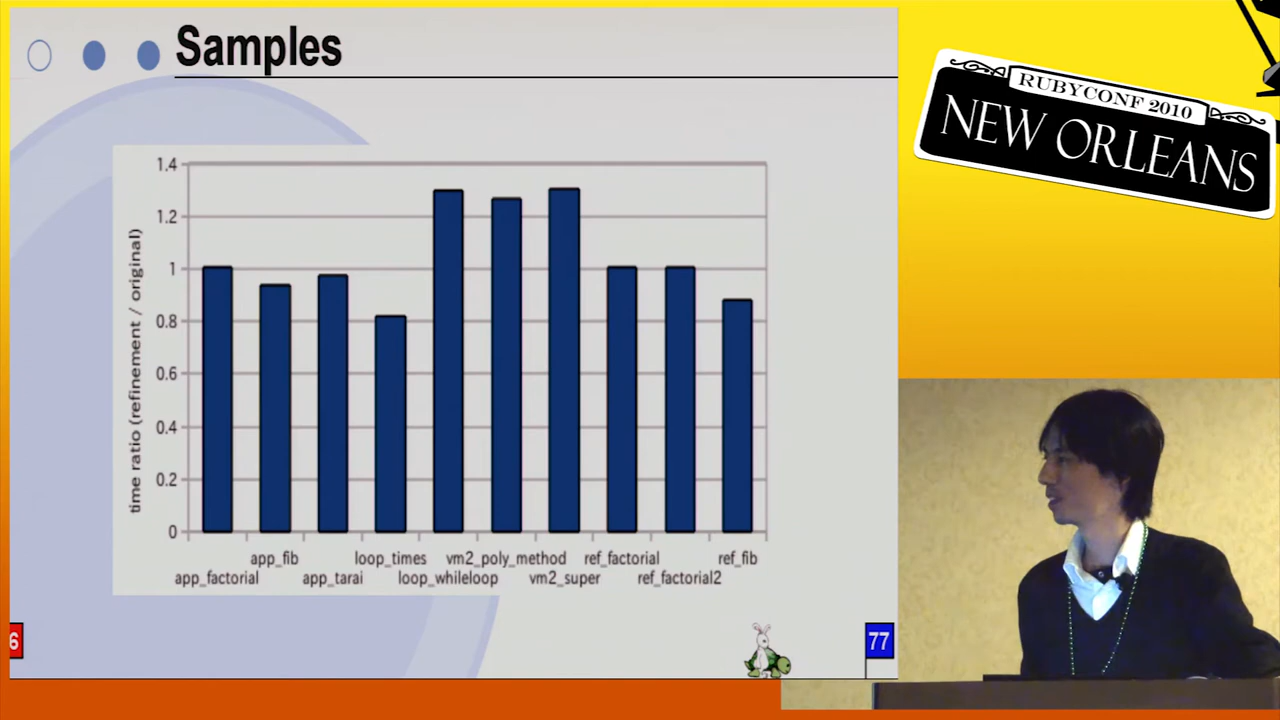 Samples
1.4
1.2
1
0.8
0.6
0.4
0.2
0
time ratio (refinement / original)
app_fib loop_times vm2_poly_method ref_factorial ref_fib
app_factorial app_tarai loop_whileloop vm2_super ref_factorial2
6
77
RUBYCONF 2010
NEW ORLEANS